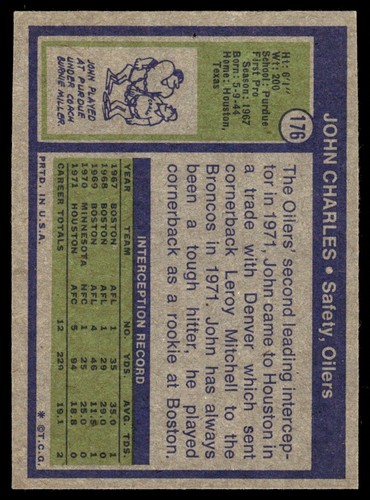 176
JOHN CHARLES • Safety, Oilers
Ht: 6'1"
Wt: 200
School: Purdue
First Pro
Season: 1967
Born: 5-9-44
Home: Houston,
Texas
JOHN PLAYED
AT PURDUE
UNDER COACH
BURNIE MILLER.
The Oilers' second leading intercep-
tor in 1971, John came to Houston in
a trade with Denver which sent
cornerback Leroy Mitchell to the
Broncos in 1971. John has always
been a tough hitter, he played
cornerback as a rookie at Boston.
INTERCEPTION RECORD
YEAR TEAM NO. YDS. AVG. TDS.
1967 BOSTON AFL 1 35 35.0 1
1968 BOSTON AFL 1 29 29.0 0
1969 BOSTON AFL 4 46 11.5 1
1970 MINNESOTA NFC 1 25 25.0 0
1971 HOUSTON AFC 5 94 18.8 0
CAREER TOTALS 12 229 19.1 2
PRTD. IN U.S.A. * © T.C.G.